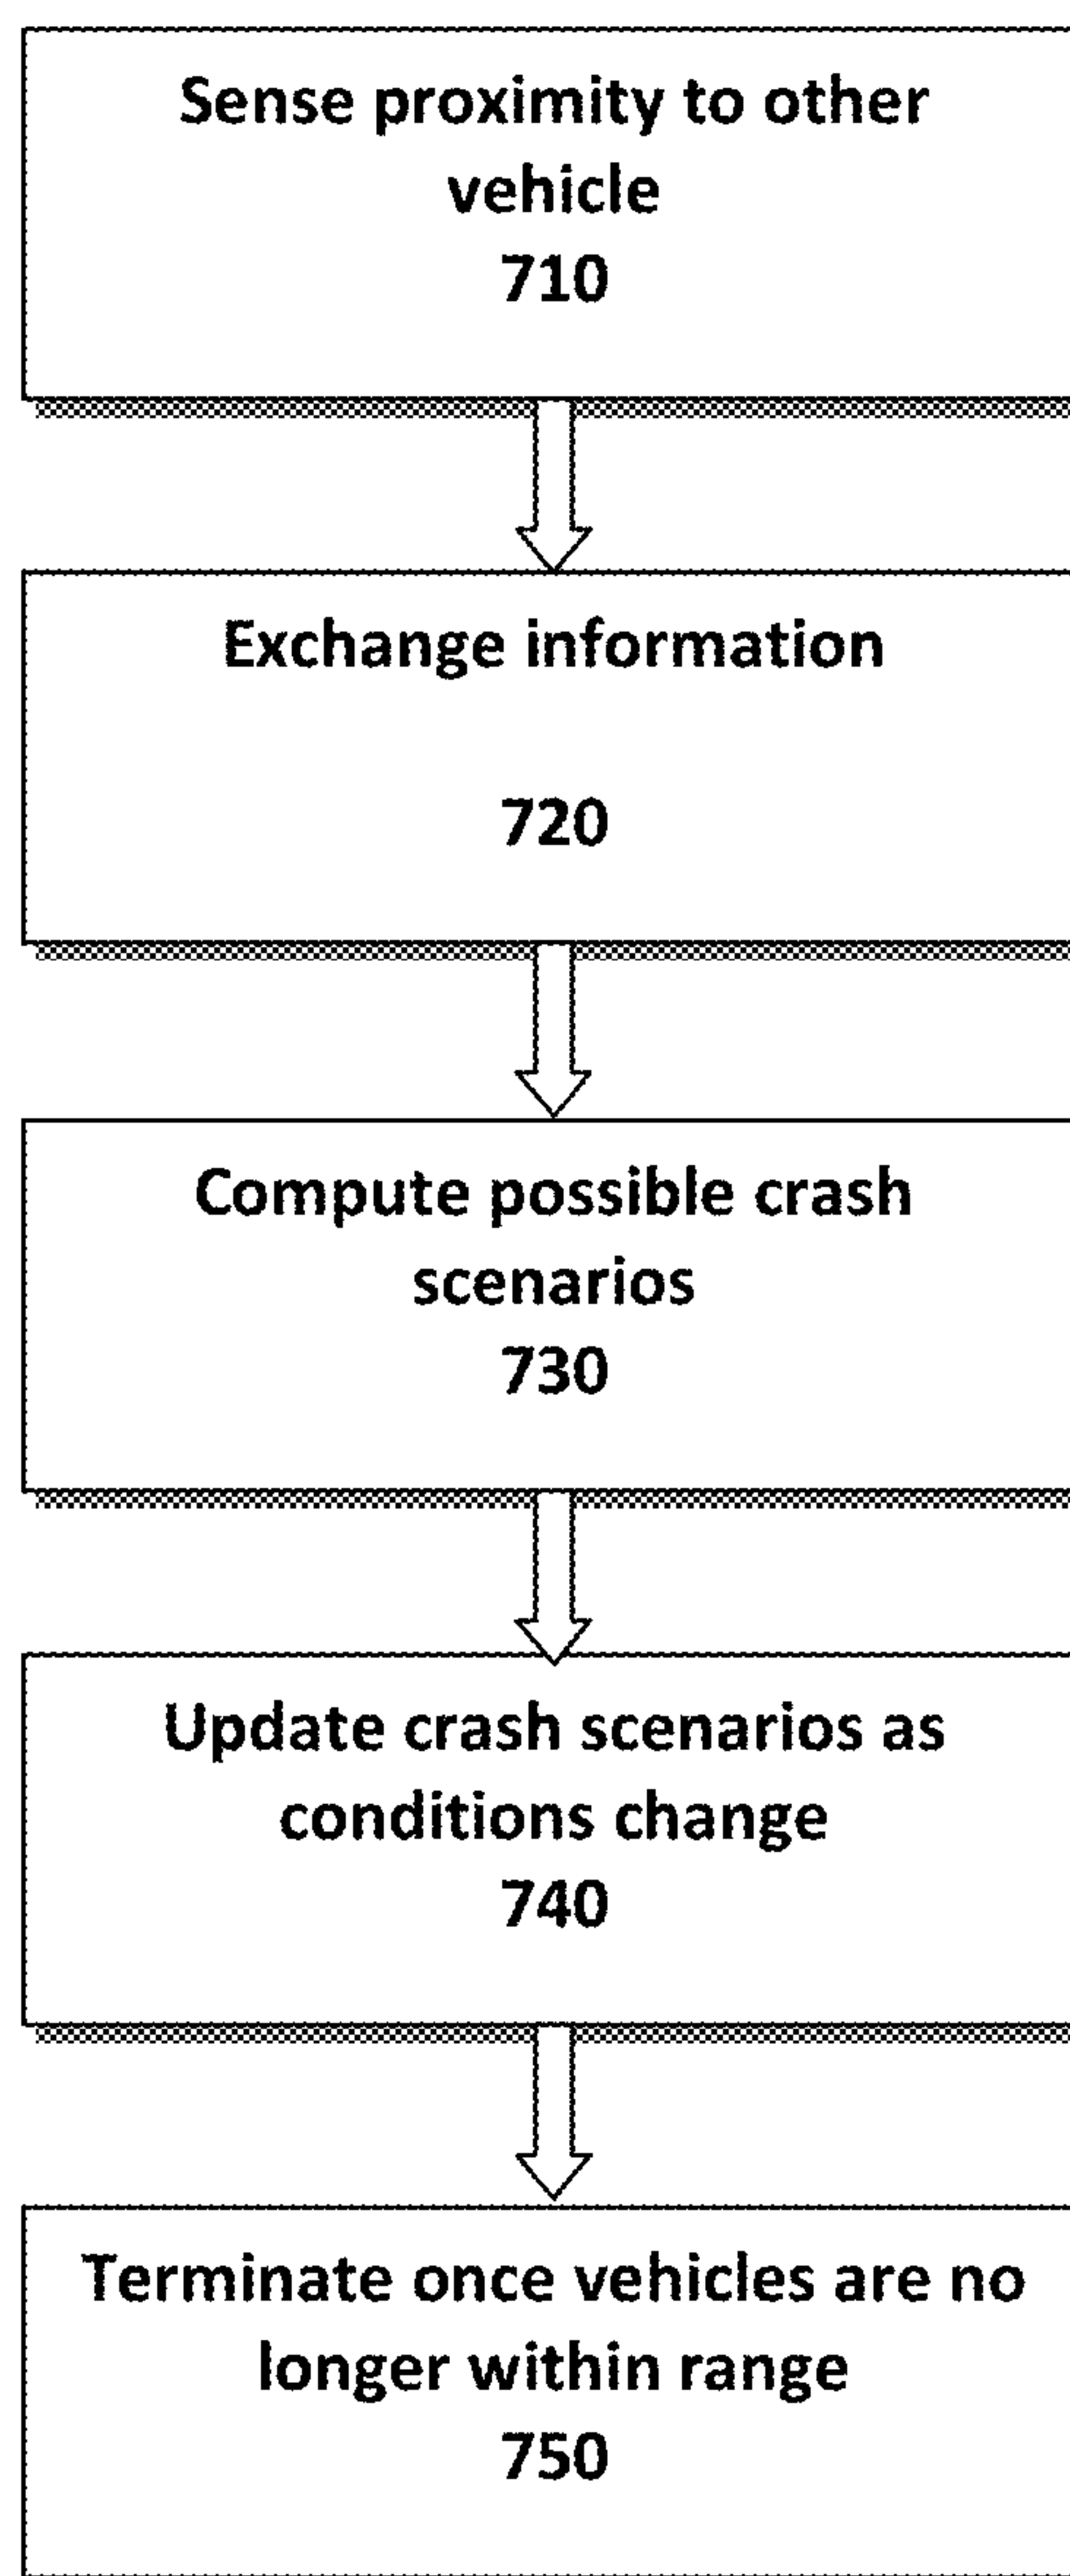 Sense proximity to other
vehicle
710
Exchange information
720
Compute possible crash
scenarios
730
Update crash scenarios as
conditions change
740
Terminate once vehicles are no
longer within range
750